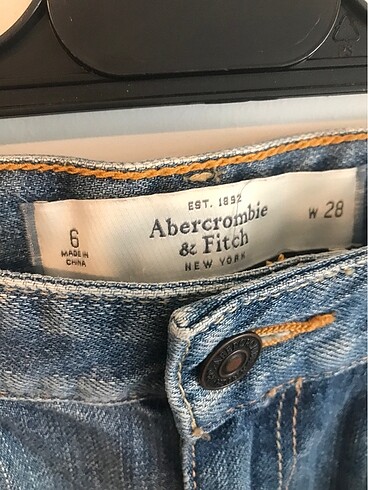 EST. 1892
Abercrombie
& Fitch
NEW YORK
6
MADE IN
CHINA
W 28